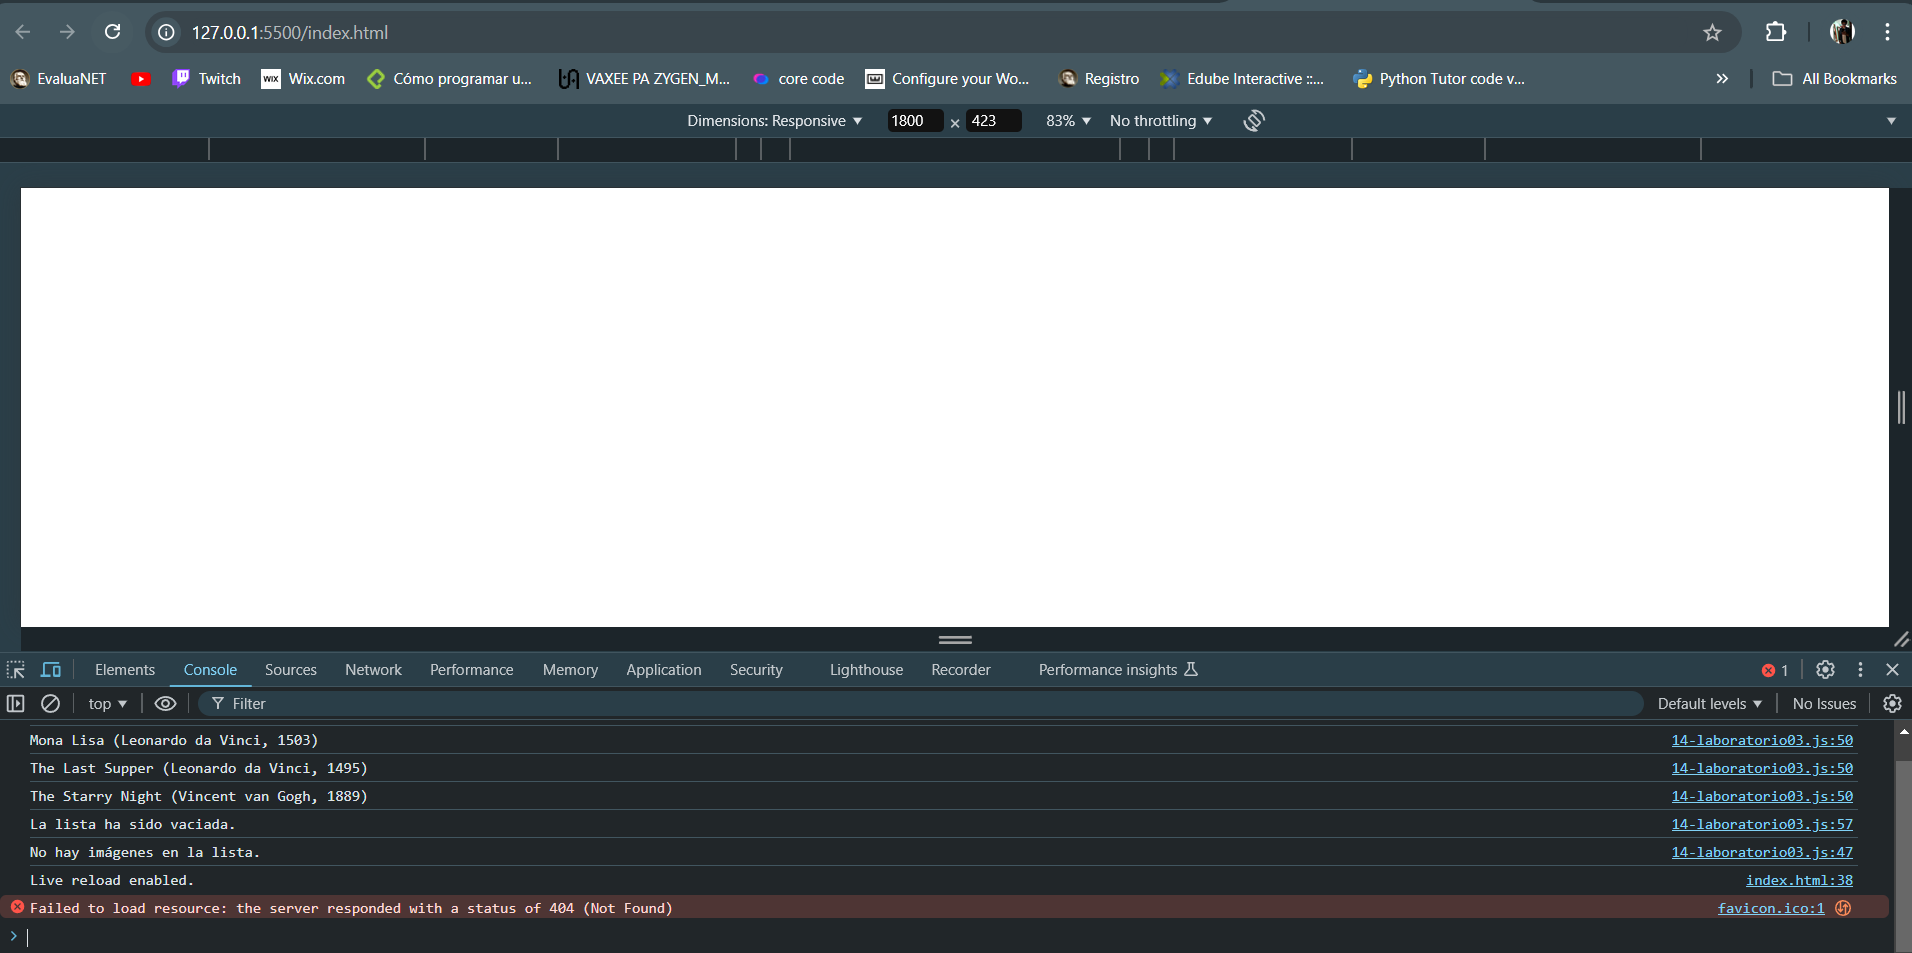 127.0.0.1:5500/index.html
EvaluaNET Twitch WIX Wix.com Cómo programar u... VAXEE PA ZYGEN_M... core code Configure your Wo... Registro Edube Interactive ::... Python Tutor code v... » All Bookmarks
Dimensions: Responsive 1800 × 423 83% No throttling
Elements Console Sources Network Performance Memory Application Security Lighthouse Recorder Performance insights 1
top Filter Default levels No Issues
Mona Lisa (Leonardo da Vinci, 1503) 14-laboratorio03.js:50
The Last Supper (Leonardo da Vinci, 1495) 14-laboratorio03.js:50
The Starry Night (Vincent van Gogh, 1889) 14-laboratorio03.js:50
La lista ha sido vaciada. 14-laboratorio03.js:57
No hay imágenes en la lista. 14-laboratorio03.js:47
Live reload enabled. index.html:38
Failed to load resource: the server responded with a status of 404 (Not Found) favicon.ico:1
>